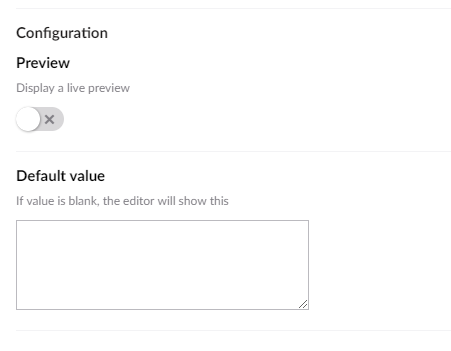 Configuration
Preview
Display a live preview
Default value
If value is blank, the editor will show this